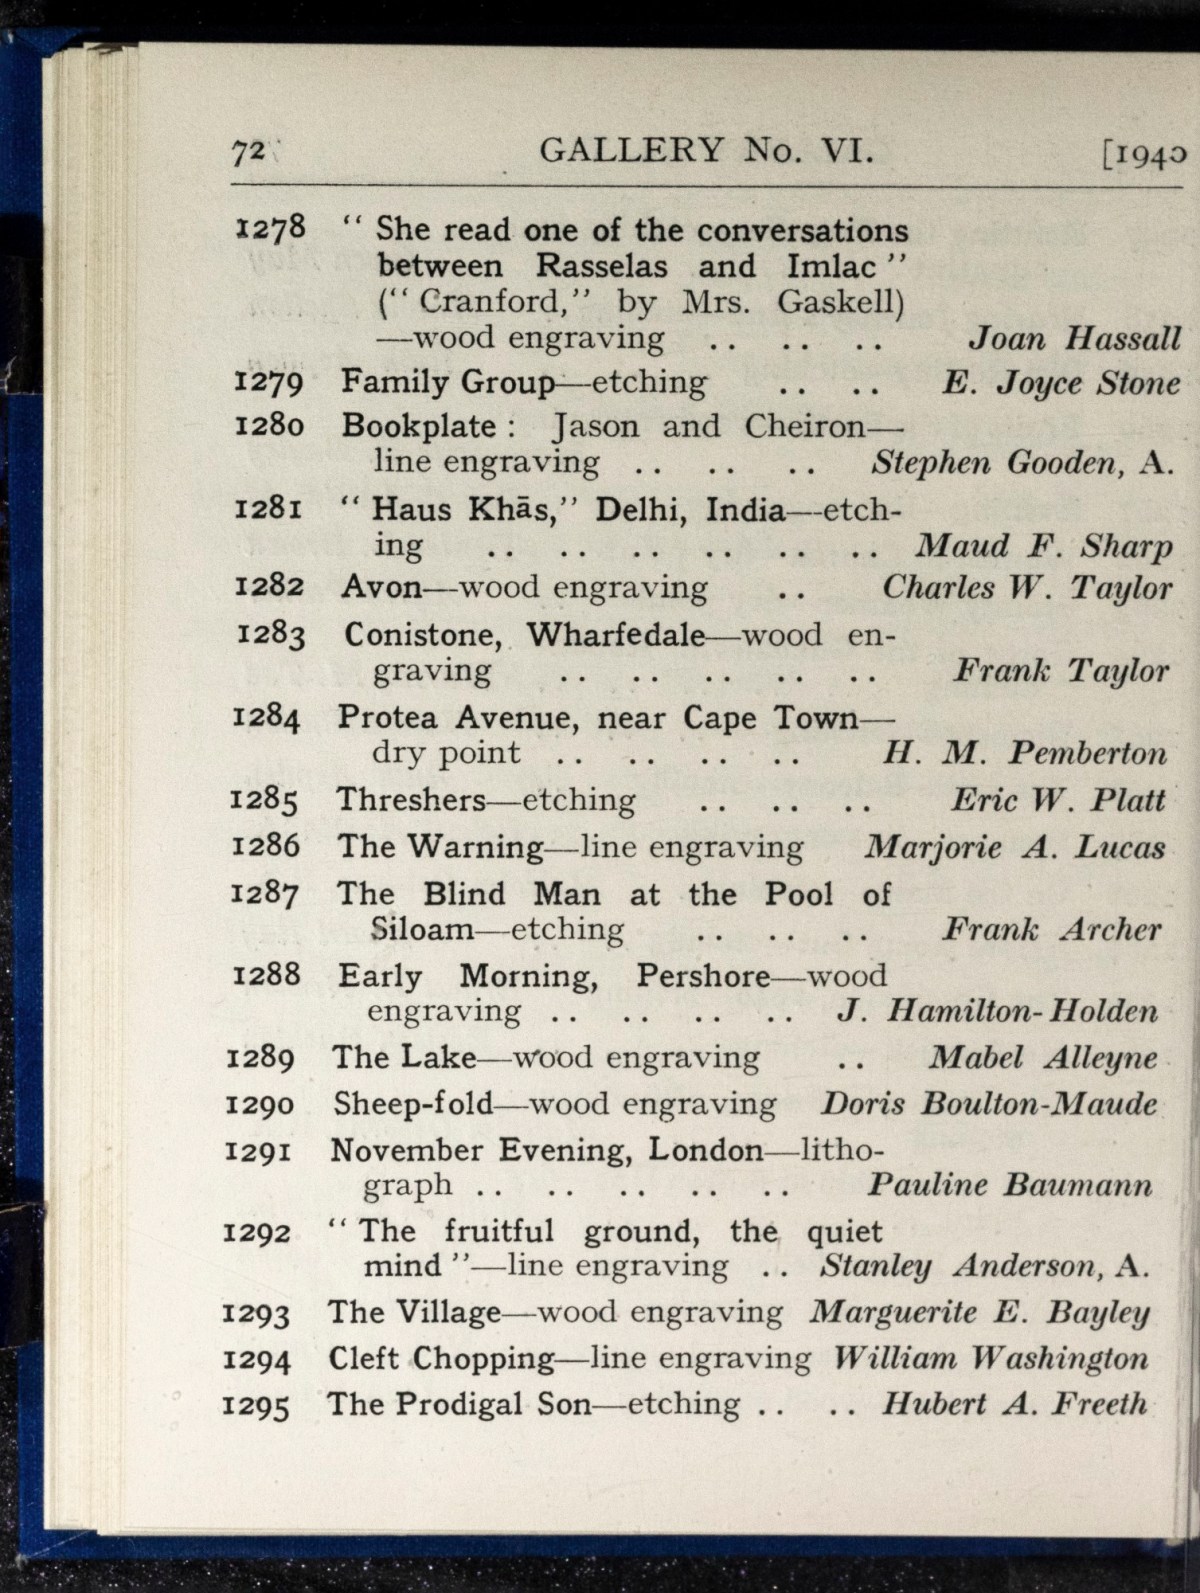 72 GALLERY No. VI. [1940
1278 “ She read one of the conversations
between Rasselas and Imlac ”
(“ Cranford,” by Mrs. Gaskell)
—wood engraving .. .. .. Joan Hassall
1279 Family Group—etching .. .. E. Joyce Stone
1280 Bookplate : Jason and Cheiron—
line engraving .. .. .. Stephen Gooden, A.
1281 “ Haus Khās,” Delhi, India—etch-
ing .. .. .. .. .. .. Maud F. Sharp
1282 Avon—wood engraving .. Charles W. Taylor
1283 Conistone, Wharfedale—wood en-
graving .. .. .. .. .. Frank Taylor
1284 Protea Avenue, near Cape Town—
dry point .. .. .. .. H. M. Pemberton
1285 Threshers—etching .. .. .. Eric W. Platt
1286 The Warning—line engraving Marjorie A. Lucas
1287 The Blind Man at the Pool of
Siloam—etching .. .. .. Frank Archer
1288 Early Morning, Pershore—wood
engraving .. .. .. .. J. Hamilton-Holden
1289 The Lake—wood engraving .. Mabel Alleyne
1290 Sheep-fold—wood engraving Doris Boulton-Maude
1291 November Evening, London—litho-
graph .. .. .. .. .. Pauline Baumann
1292 “ The fruitful ground, the quiet
mind ”—line engraving .. Stanley Anderson, A.
1293 The Village—wood engraving Marguerite E. Bayley
1294 Cleft Chopping—line engraving William Washington
1295 The Prodigal Son—etching .. .. Hubert A. Freeth